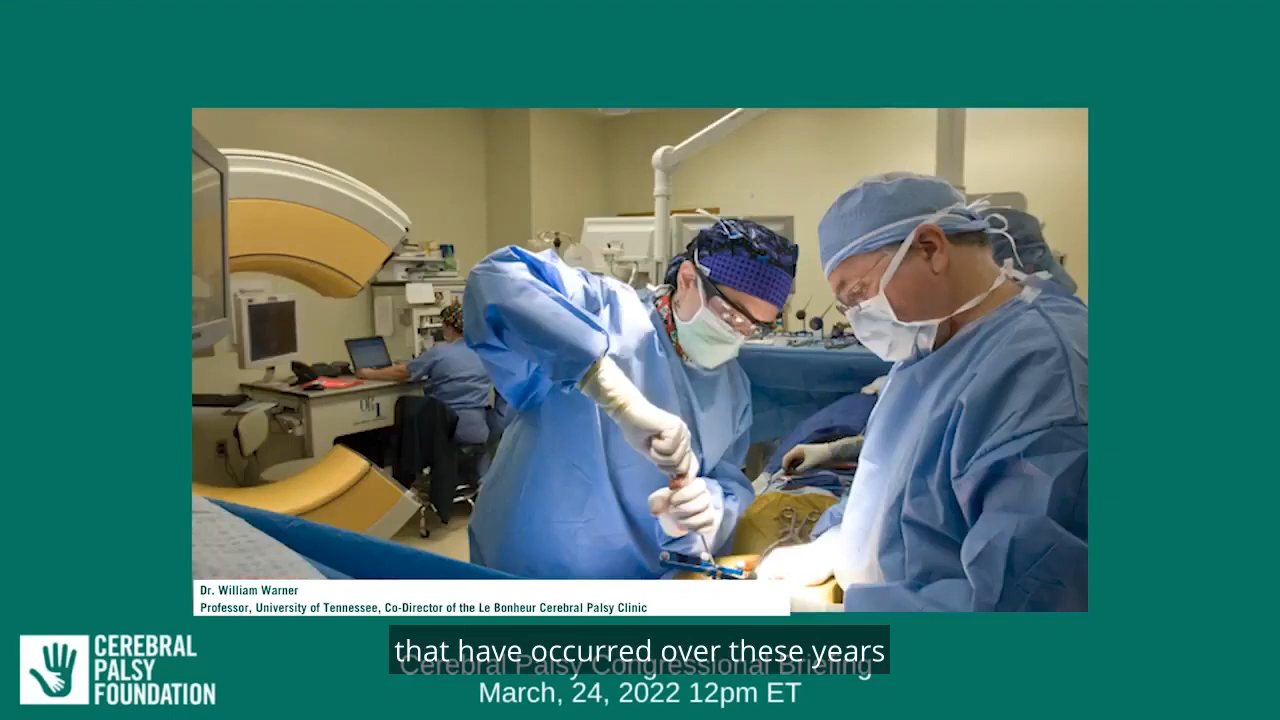 Dr. William Warner
Professor, University of Tennessee, Co-Director of the Le Bonheur Cerebral Palsy Clinic
that have occurred over these years
Cerebral Palsy Congressional Briefing
March, 24, 2022 12pm ET
CEREBRAL
PALSY
FOUNDATION